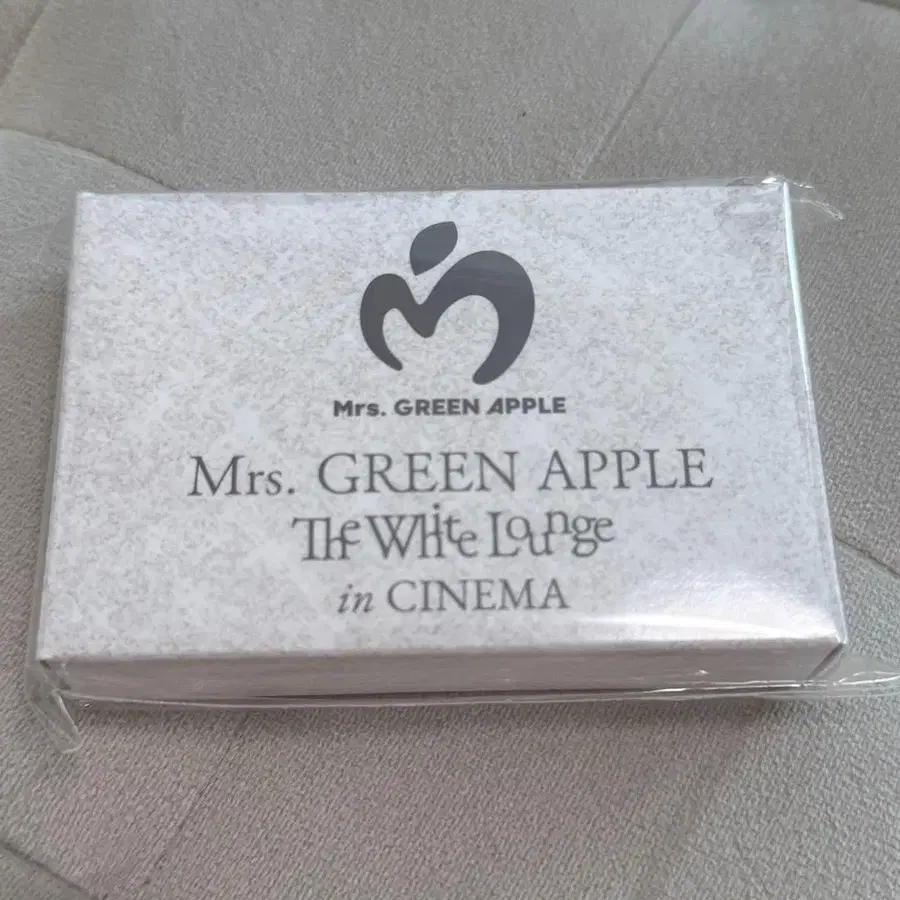 Mrs. GREEN APPLE
Mrs. GREEN APPLE
The White Lounge
in CINEMA